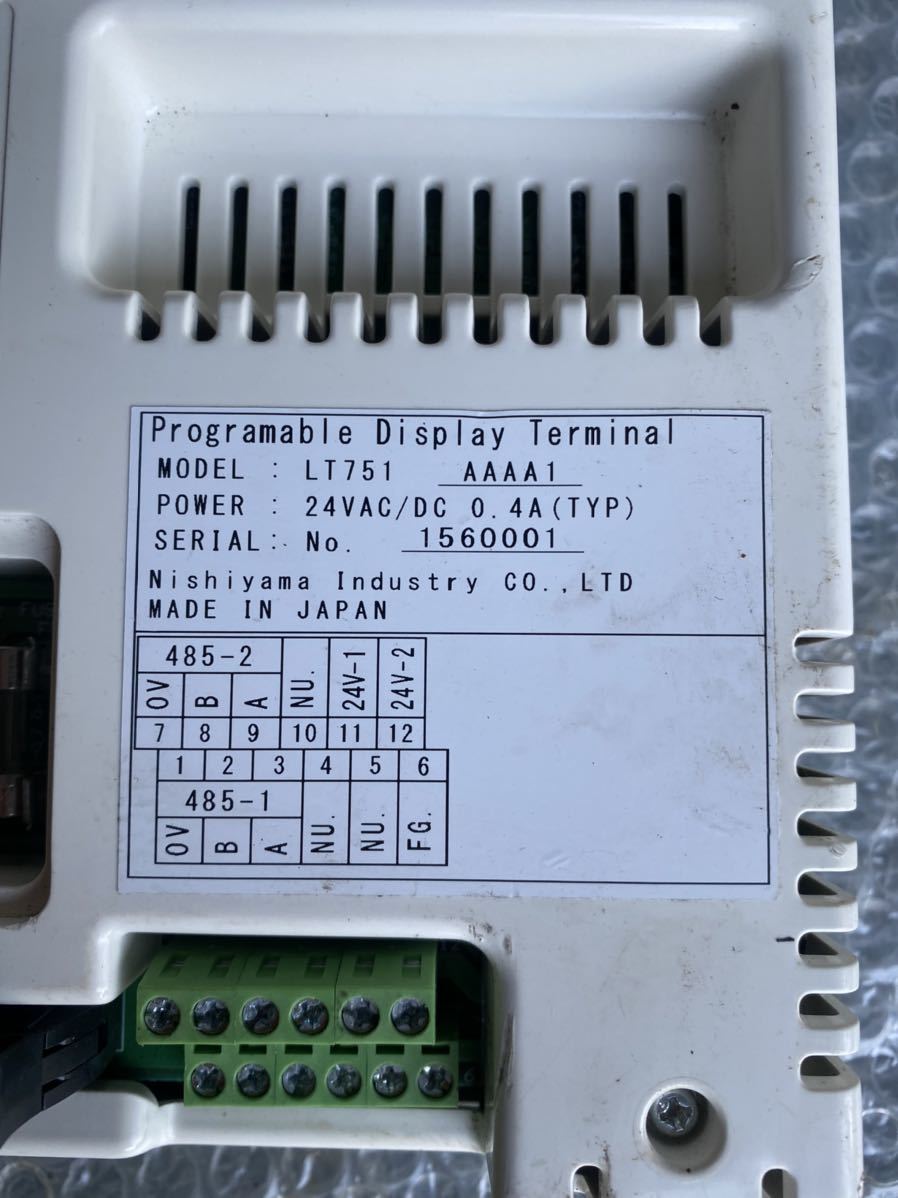 Programable Display Terminal
MODEL : LT751 AAAA1
POWER : 24VAC/DC 0.4A(TYP)
SERIAL: No. 1560001
Nishiyama Industry CO.,LTD
MADE IN JAPAN
485-2 NU. 24V-1 24V-2
0V B A
7 8 9 10 11 12
1 2 3 4 5 6
485-1 NU. NU. FG.
0V B A